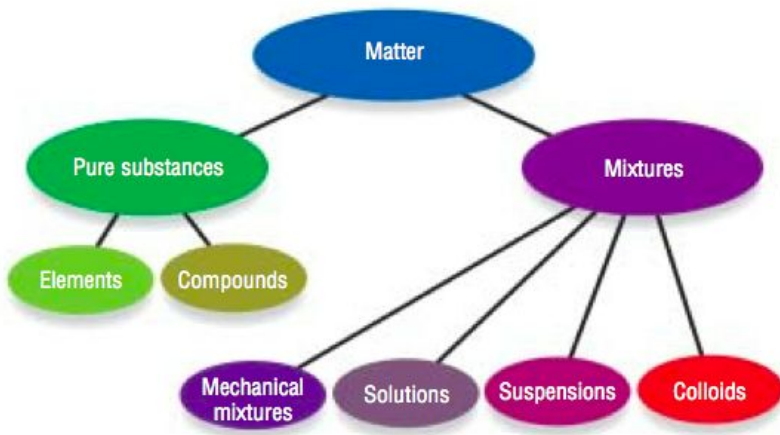 Matter
Pure substances
Mixtures
Elements
Compounds
Mechanical
mixtures
Solutions
Suspensions
Colloids